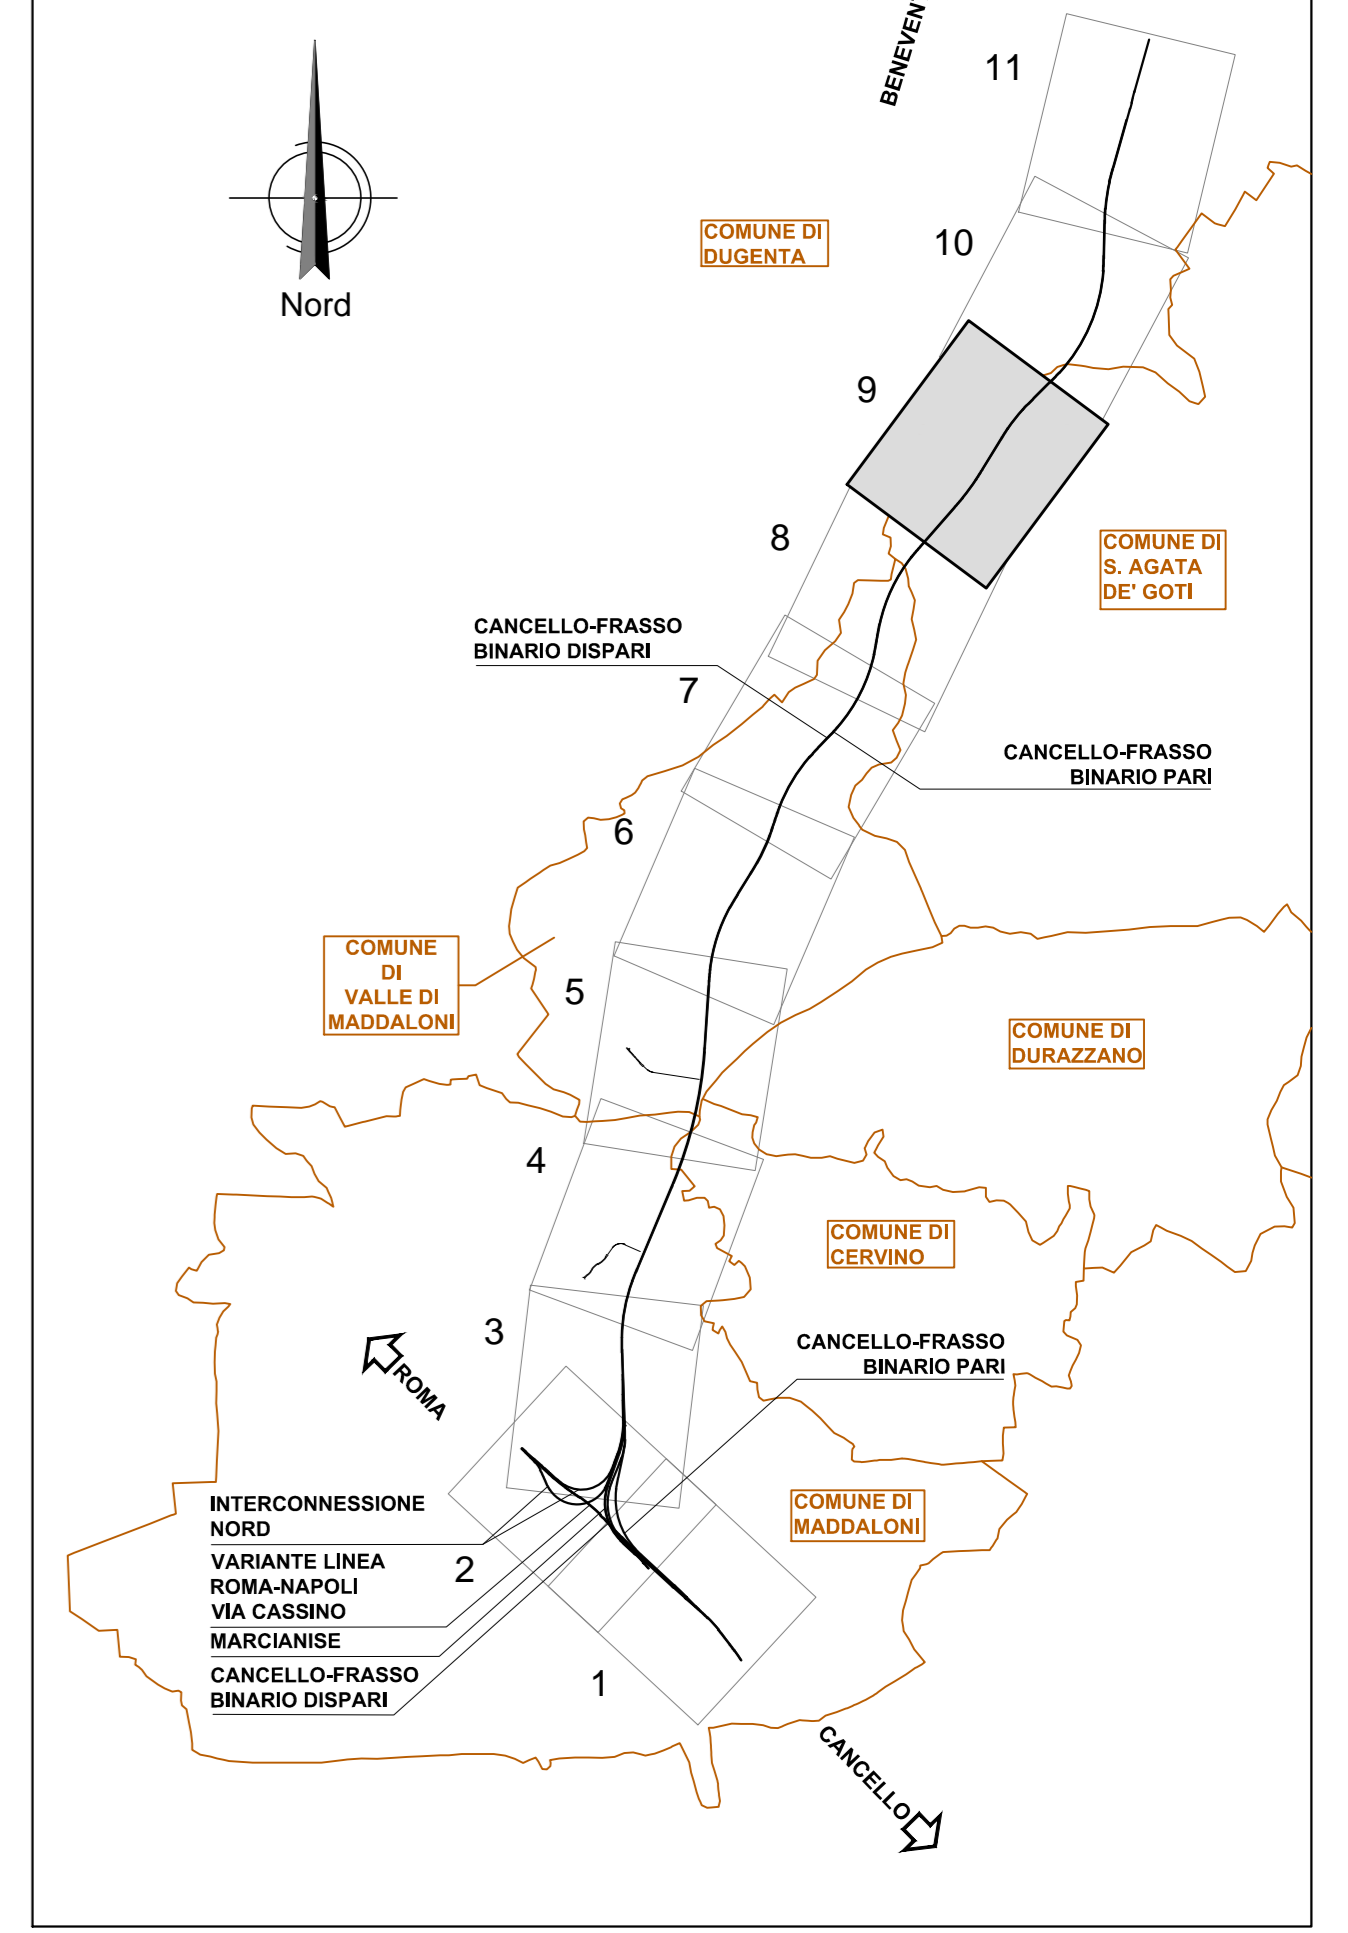 BENEVEN
11
Nord
COMUNE DI
DUGENTA
10
9
8
COMUNE DI
S. AGATA
DE' GOTI
CANCELLO-FRASSO
BINARIO DISPARI
7
CANCELLO-FRASSO
BINARIO PARI
6
COMUNE
DI
VALLE DI
MADDALONI
5
COMUNE DI
DURAZZANO
4
COMUNE DI
CERVINO
3
ROMA
CANCELLO-FRASSO
BINARIO PARI
INTERCONNESSIONE
NORD
COMUNE DI
MADDALONI
2
VARIANTE LINEA
ROMA-NAPOLI
VIA CASSINO
MARCIANISE
CANCELLO-FRASSO
BINARIO DISPARI
1
CANCELLO